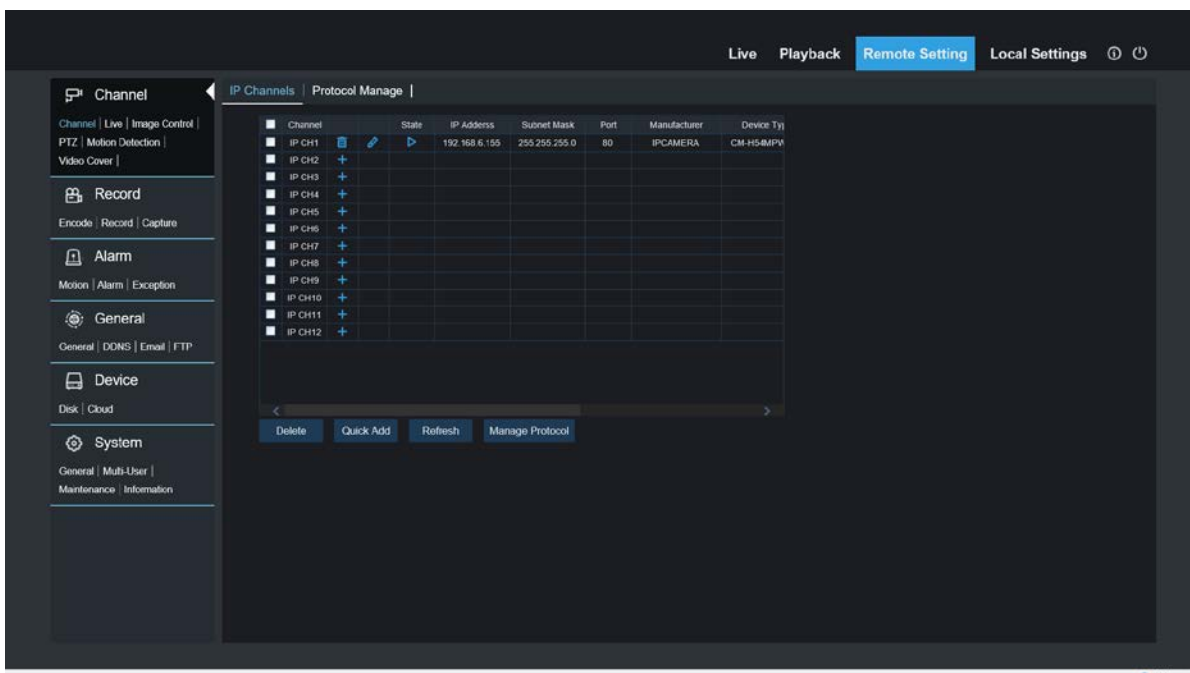 Live Playback Remote Setting Local Settings
Channel
Channel | Live | Image Control |
PTZ | Motion Detection |
Video Cover |
Record
Encode | Record | Capture
Alarm
Motion | Alarm | Exception
General
General | DDNS | Email | FTP
Device
Disk | Cloud
System
General | Multi-User |
Maintenance | Information
IP Channels | Protocol Manage |
Channel State IP Adderss Subnet Mask Port Manufacturer Device Typ
IP CH1 192.168.6.155 255.255.255.0 80 IPCAMERA CM-H54MPW
IP CH2
IP CH3
IP CH4
IP CH5
IP CH6
IP CH7
IP CH8
IP CH9
IP CH10
IP CH11
IP CH12
Delete Quick Add Refresh Manage Protocol